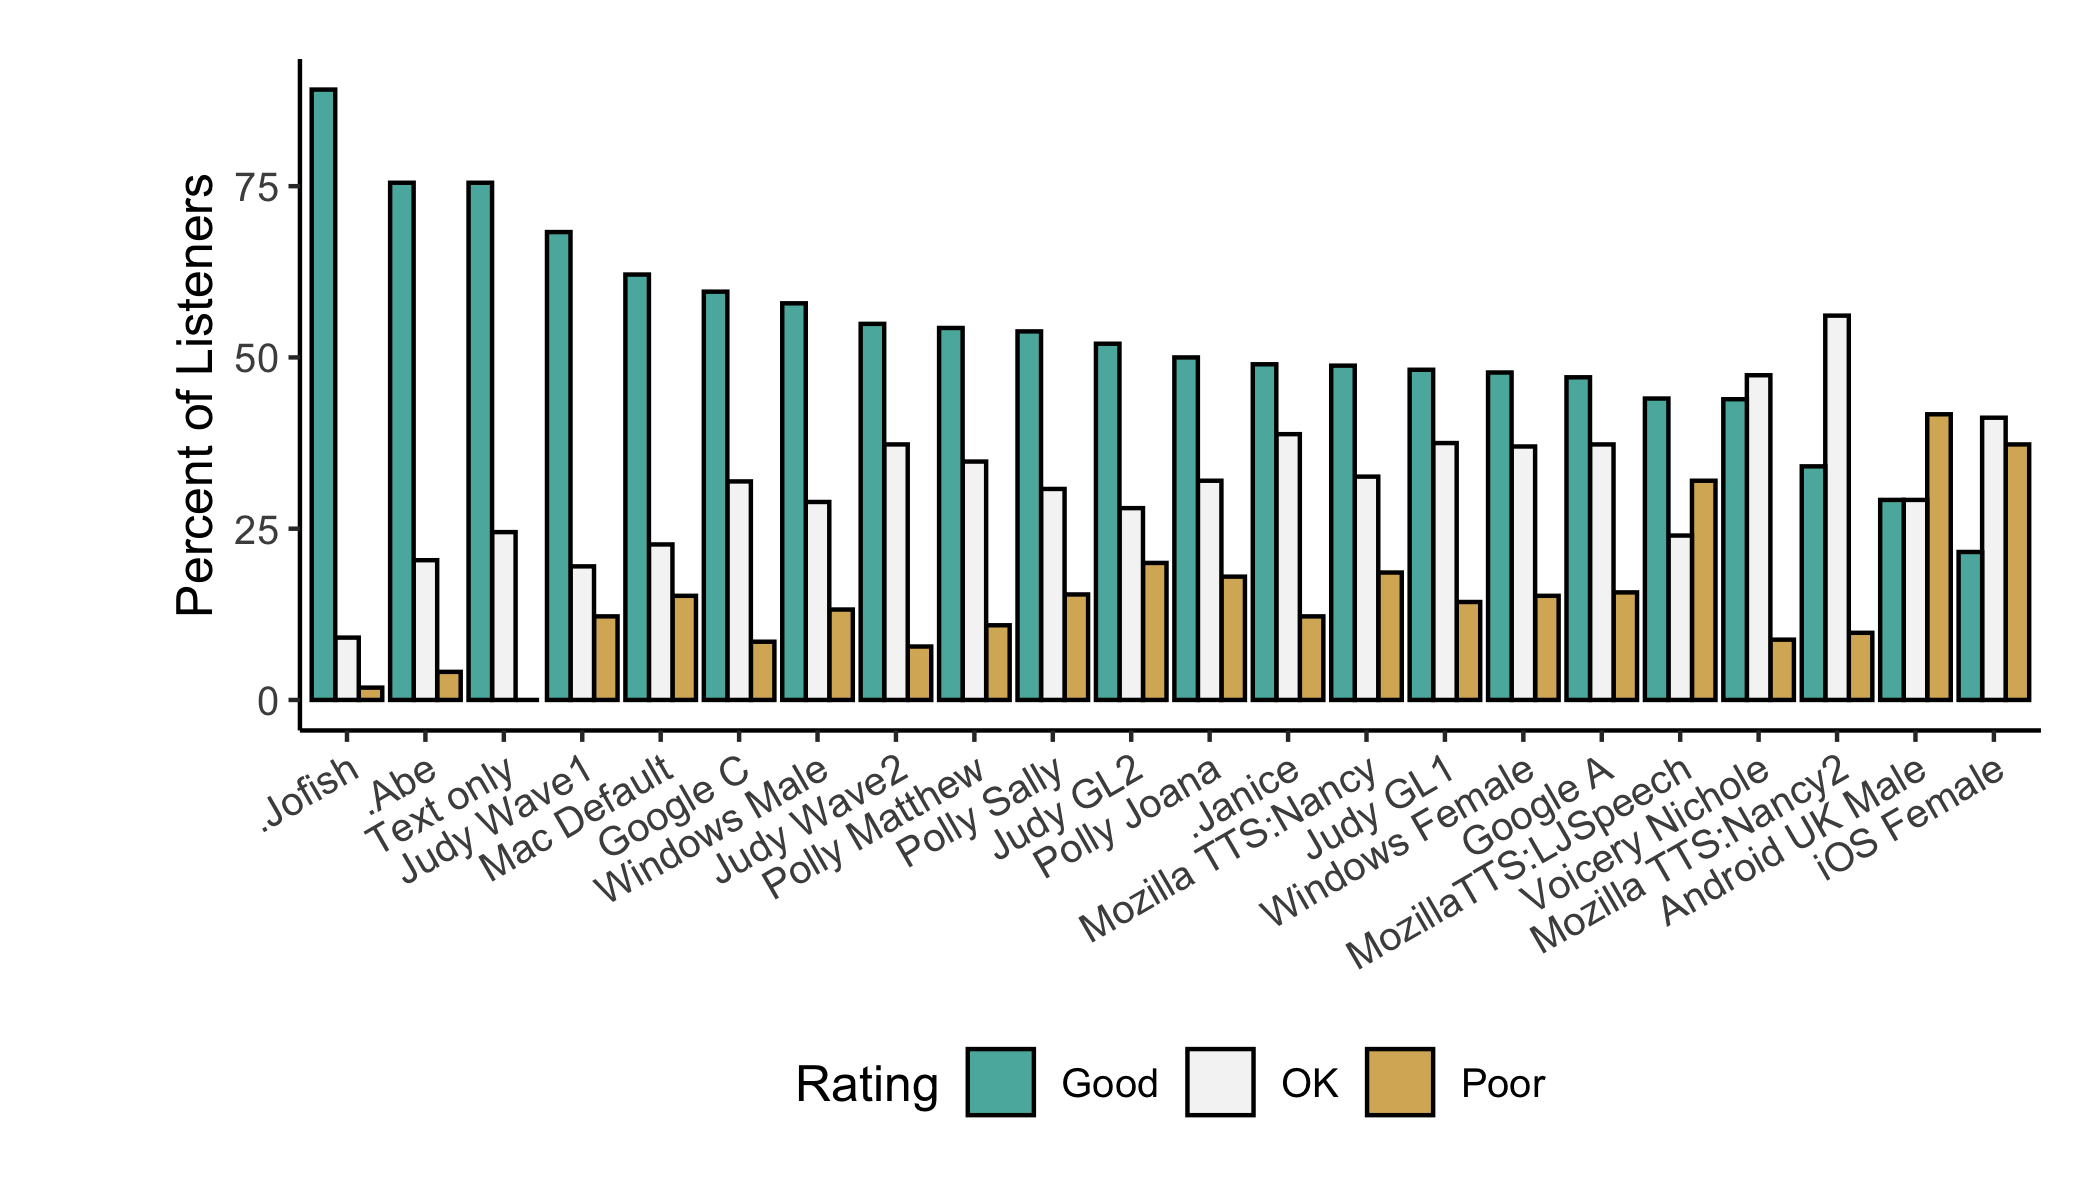 Percent of Listeners
75
50
25
0
.Jofish
.Abe
Text only
Judy Wave1
Mac Default
Google C
Windows Male
Judy Wave2
Polly Matthew
Polly Sally
Judy GL2
Polly Joana
.Janice
Mozilla TTS:Nancy
Judy GL1
Windows Female
Google A
MozillaTTS:LJSpeech
Voicery Nichole
Mozilla TTS:Nancy2
Android UK Male
iOS Female
Rating Good OK Poor